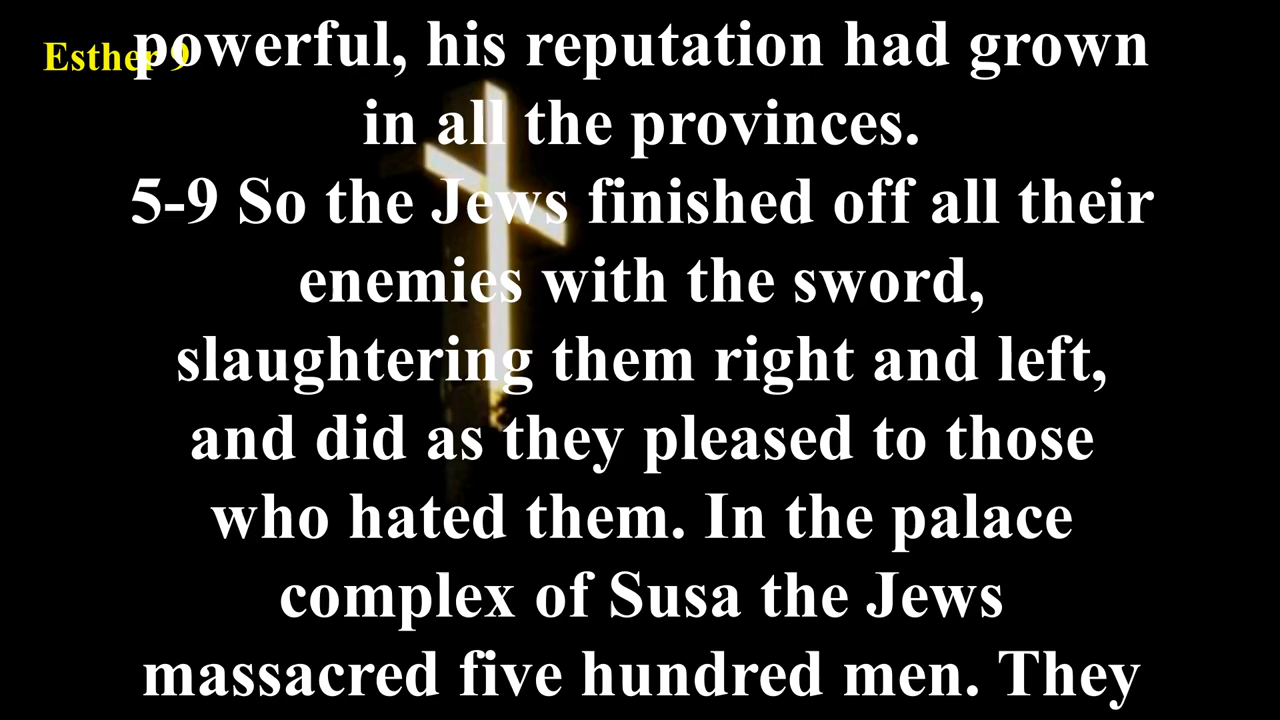 Esther 9
powerful, his reputation had grown
in all the provinces.
5-9 So the Jews finished off all their
enemies with the sword,
slaughtering them right and left,
and did as they pleased to those
who hated them. In the palace
complex of Susa the Jews
massacred five hundred men. They